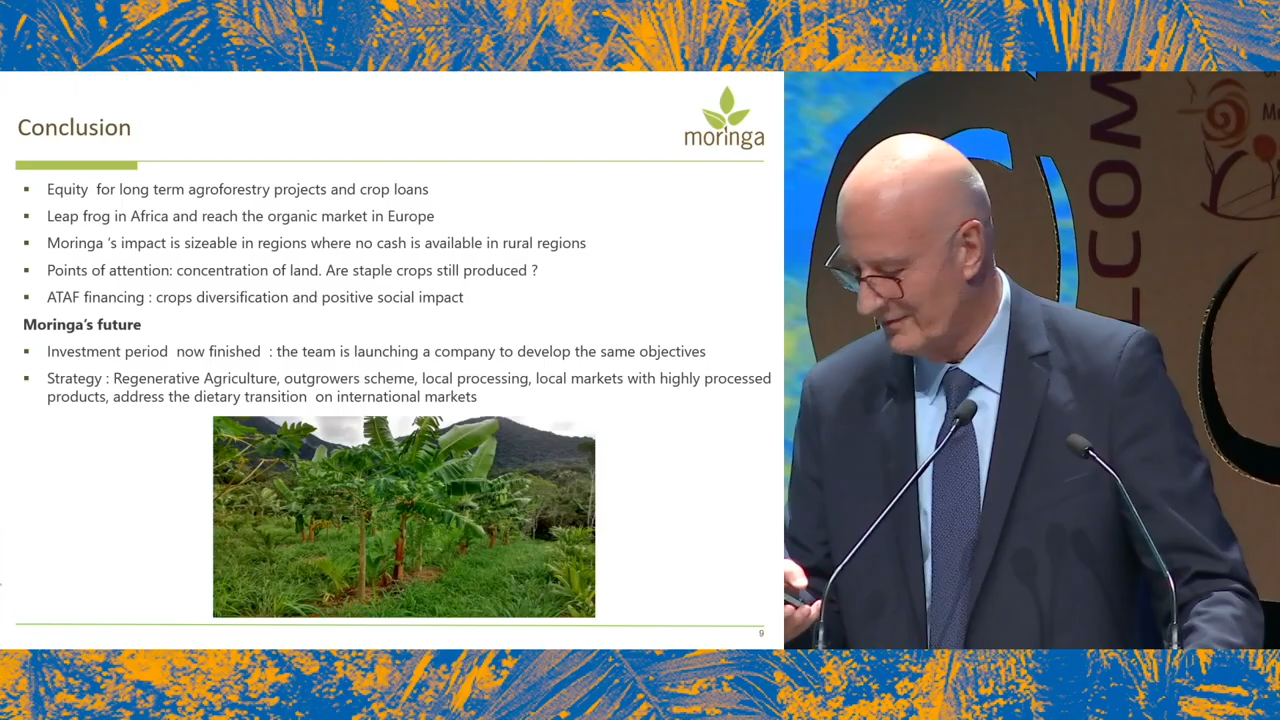 Conclusion
moringa
▪ Equity for long term agroforestry projects and crop loans
▪ Leap frog in Africa and reach the organic market in Europe
▪ Moringa 's impact is sizeable in regions where no cash is available in rural regions
▪ Points of attention: concentration of land. Are staple crops still produced ?
▪ ATAF financing : crops diversification and positive social impact
Moringa's future
▪ Investment period now finished : the team is launching a company to develop the same objectives
▪ Strategy : Regenerative Agriculture, outgrowers scheme, local processing, local markets with highly processed
products, address the dietary transition on international markets
9
COM